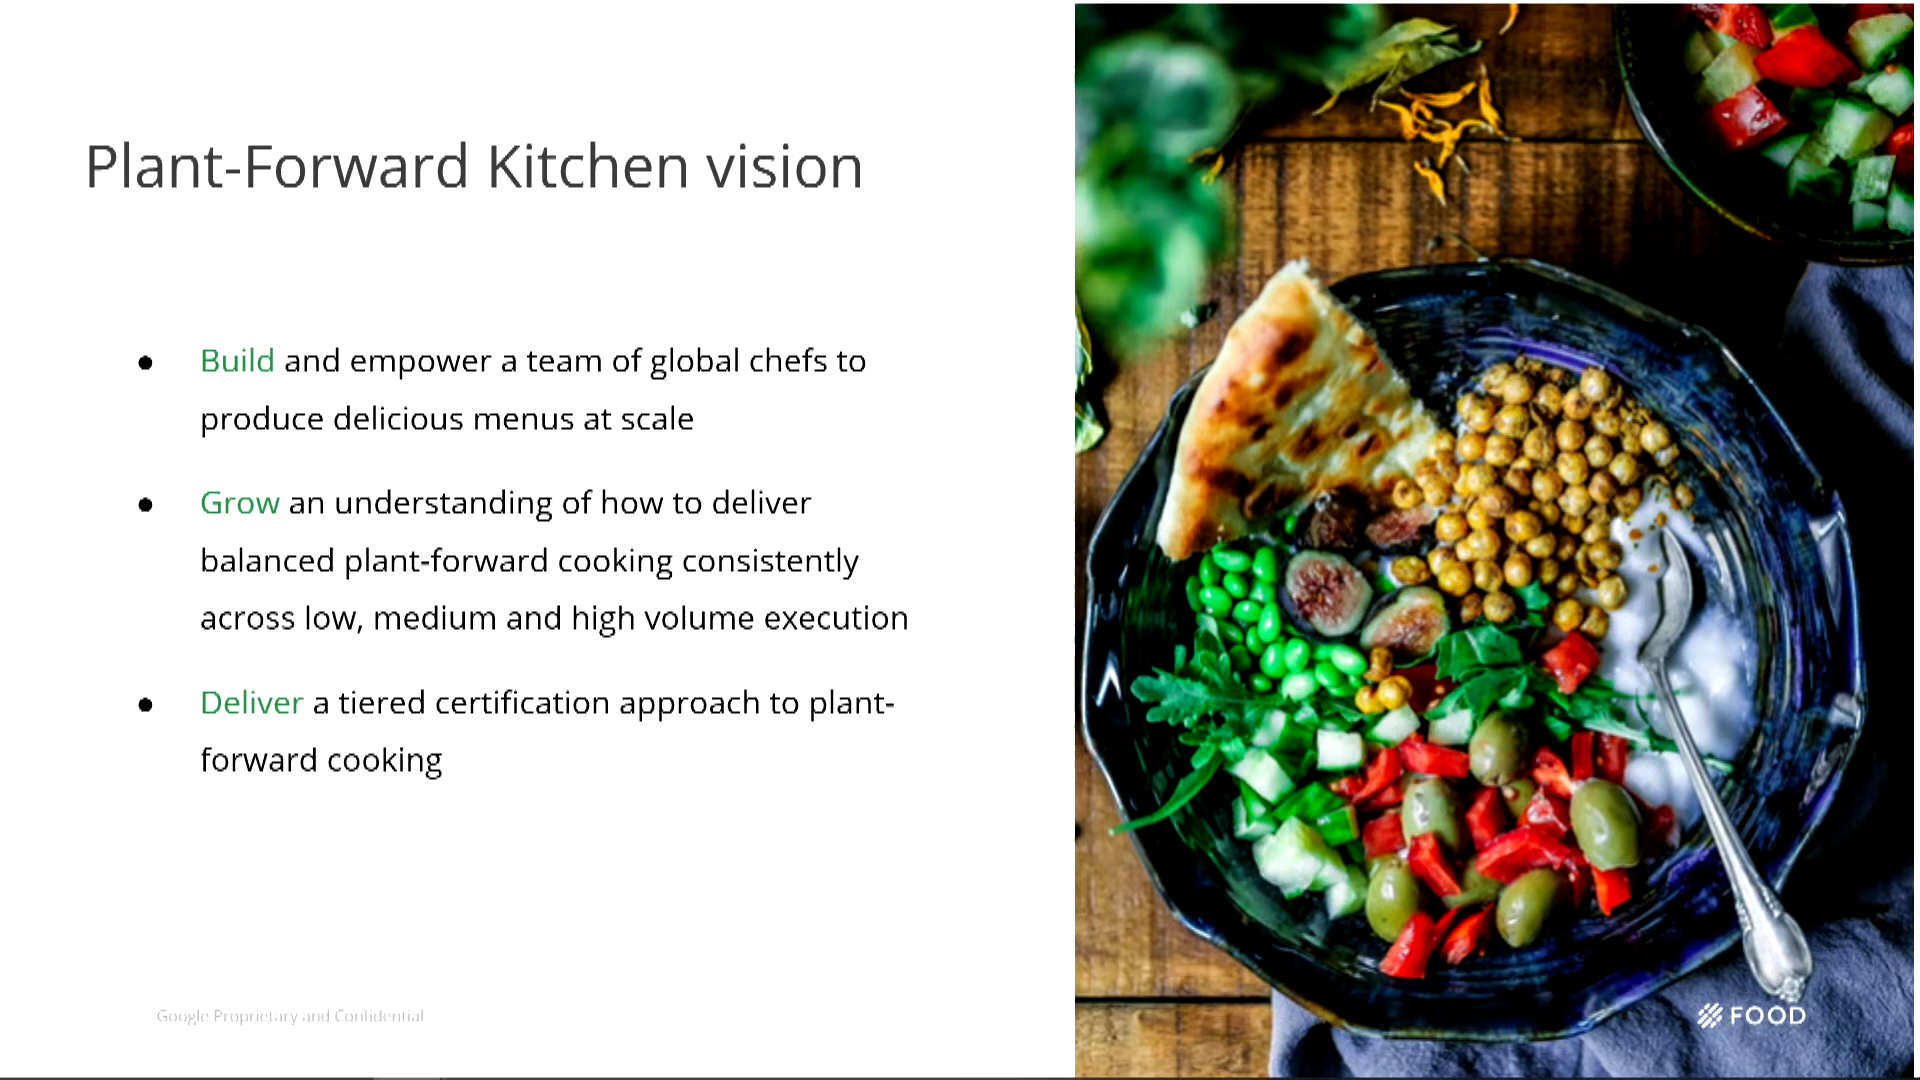 Plant-Forward Kitchen vision
● Build and empower a team of global chefs to
produce delicious menus at scale
● Grow an understanding of how to deliver
balanced plant-forward cooking consistently
across low, medium and high volume execution
● Deliver a tiered certification approach to plant-
forward cooking
Google Proprietary and Confidential
FOOD